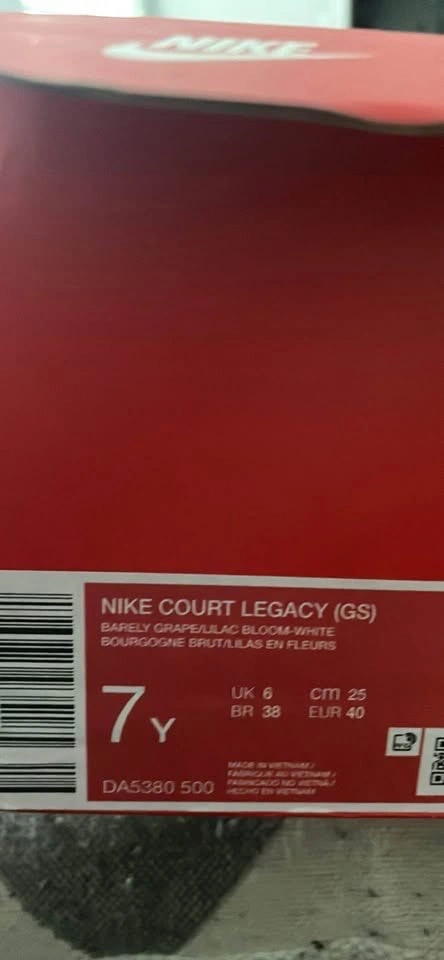 NIKE
NIKE COURT LEGACY (GS)
BARELY GRAPE/LILAC BLOOM-WHITE
BOURGOGNE BRUT/LILAS EN FLEURS
7 Y
UK 6 cm 25
BR 38 EUR 40
DA5380 500
MADE IN VIETNAM /
FABRIQUE AU VIETNAM /
FABRICADO NO VIETNÃ /
HECHO EN VIETNAM